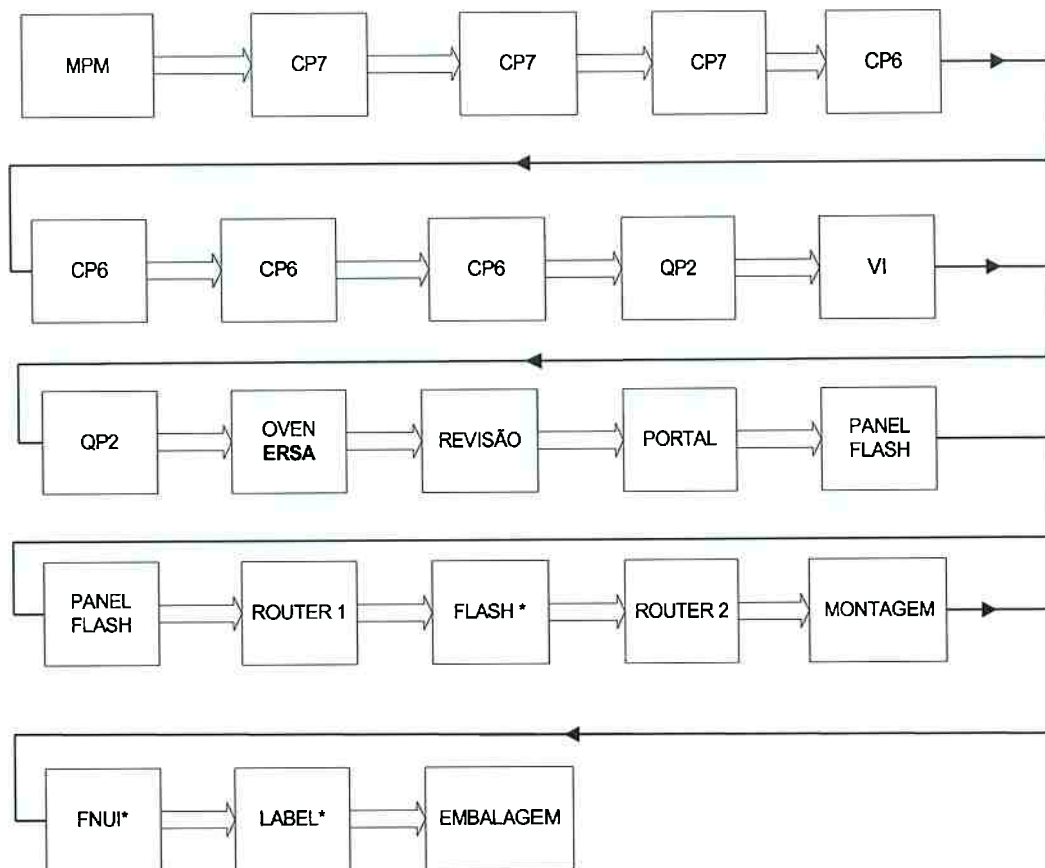 MPM
CP7
CP7
CP7
CP6
CP6
CP6
CP6
QP2
VI
QP2
OVEN
ERSA
REVISÃO
PORTAL
PANEL
FLASH
PANEL
FLASH
ROUTER 1
FLASH *
ROUTER 2
MONTAGEM
FNUI*
LABEL*
EMBALAGEM